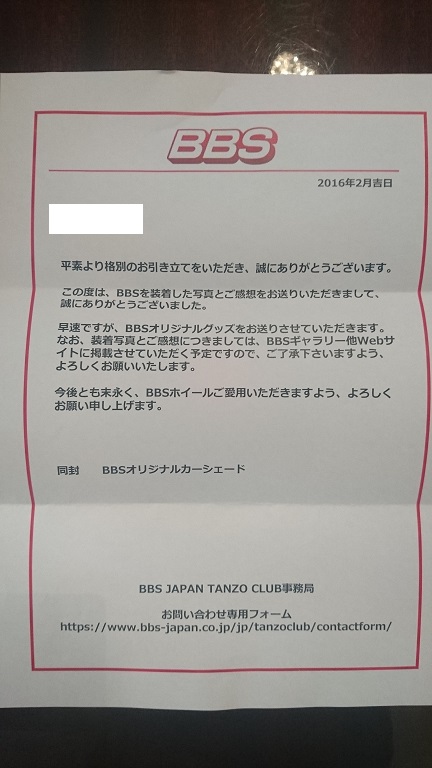 BBS
2016年2月吉日
平素より格別のお引き立てをいただき、誠にありがとうございます。
この度は、BBSを装着した写真とご感想をお送りいただきまして、
誠にありがとうございました。
早速ですが、BBSオリジナルグッズをお送りさせていただきます。
なお、装着写真とご感想につきましては、BBSギャラリー他Webサ
イトに掲載させていただく予定ですので、ご了承下さいますよう、
よろしくお願いいたします。
今後とも末永く、BBSホイールご愛用いただきますよう、よろしく
お願い申し上げます。
同封 BBSオリジナルカーシェード
BBS JAPAN TANZO CLUB事務局
お問い合わせ専用フォーム
https://www.bbs-japan.co.jp/jp/tanzoclub/contactform/